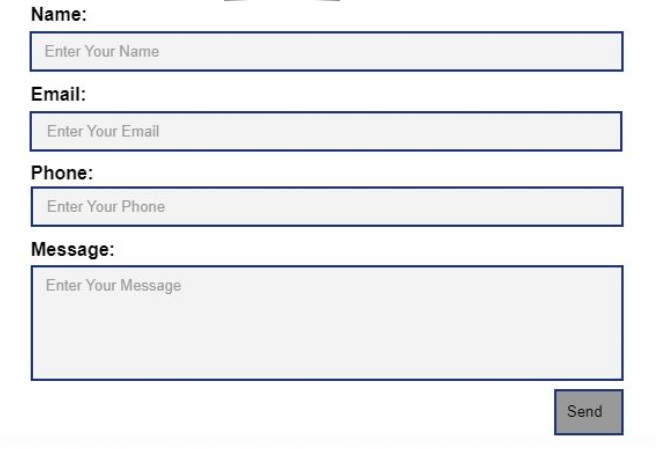 Name:
Enter Your Name
Email:
Enter Your Email
Phone:
Enter Your Phone
Message:
Enter Your Message
Send